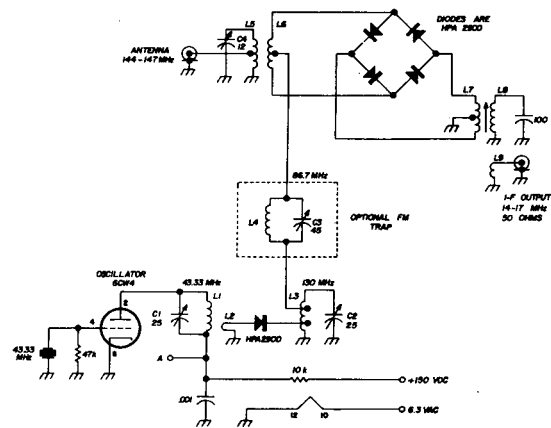 L5
L6
DIODES ARE
HPA 2800
C4
12
ANTENNA
144-147 MHz
L7
L8
100
L9
I-F OUTPUT
14-17 MHz
50 OHMS
86.7 MHz
L4
C3
45
OPTIONAL FM
TRAP
OSCILLATOR
6CW4
43.33 MHz
130 MHz
L1
L3
2
C1
25
L2
C2
25
4
HPA2800
43.33
MHz
47k
8
A
10k
+150 VDC
.001
12
10
6.3 VAC